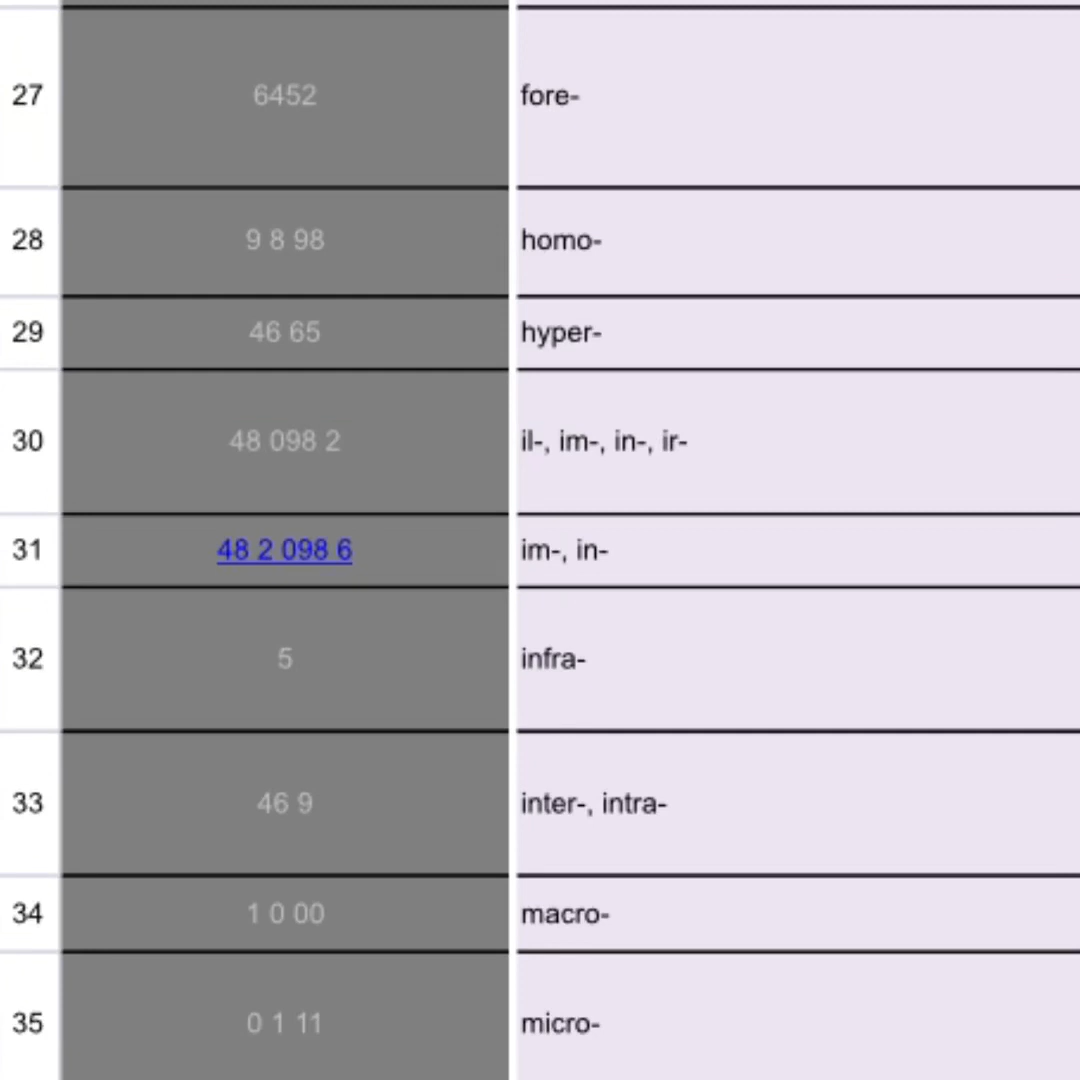 27 6452 fore-
28 9 8 98 homo-
29 46 65 hyper-
30 48 098 2 il-, im-, in-, ir-
31 48 2 098 6 im-, in-
32 5 infra-
33 46 9 inter-, intra-
34 1 0 00 macro-
35 0 1 11 micro-